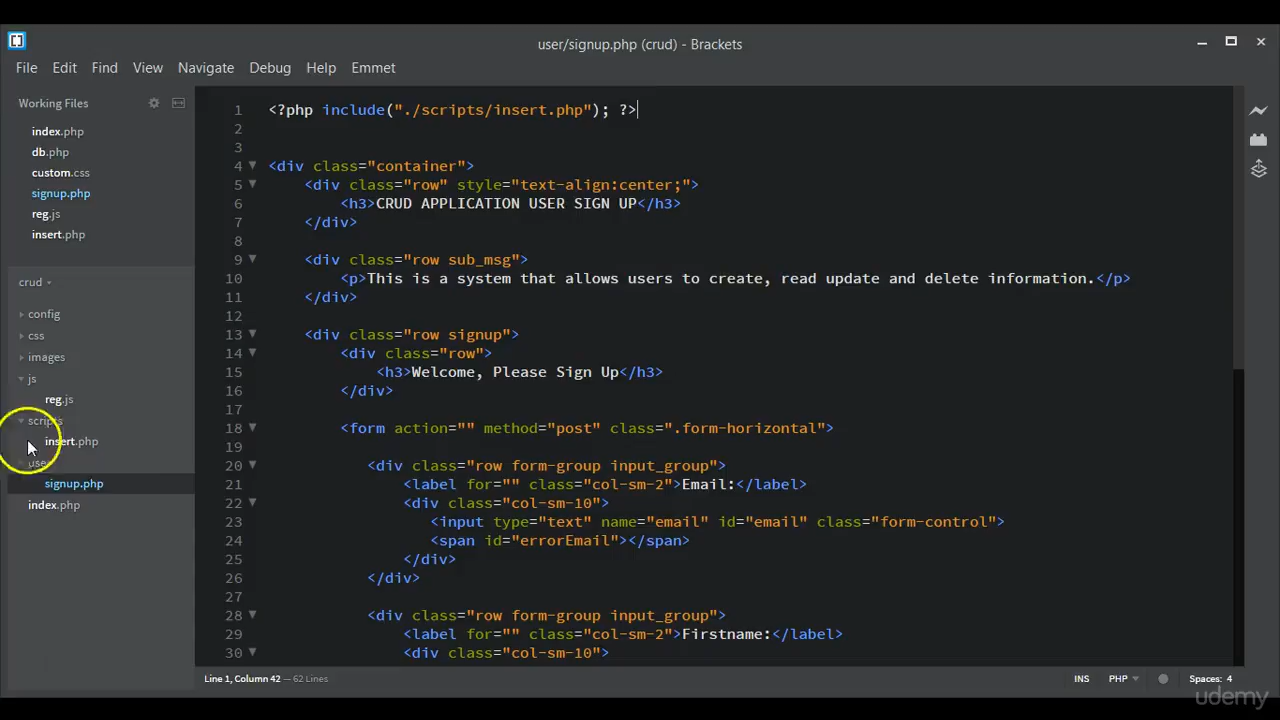 user/signup.php (crud) - Brackets
File Edit Find View Navigate Debug Help Emmet
Working Files
index.php
db.php
custom.css
signup.php
reg.js
insert.php
crud
config
css
images
js
reg.js
scripts
insert.php
user
signup.php
index.php
1 <?php include("./scripts/insert.php"); ?>
2
3
4 <div class="container">
5 <div class="row" style="text-align:center;">
6 <h3>CRUD APPLICATION USER SIGN UP</h3>
7 </div>
8
9 <div class="row sub_msg">
10 <p>This is a system that allows users to create, read update and delete information.</p>
11 </div>
12
13 <div class="row signup">
14 <div class="row">
15 <h3>Welcome, Please Sign Up</h3>
16 </div>
17
18 <form action="" method="post" class=".form-horizontal">
19
20 <div class="row form-group input_group">
21 <label for="" class="col-sm-2">Email:</label>
22 <div class="col-sm-10">
23 <input type="text" name="email" id="email" class="form-control">
24 <span id="errorEmail"></span>
25 </div>
26 </div>
27
28 <div class="row form-group input_group">
29 <label for="" class="col-sm-2">Firstname:</label>
30 <div class="col-sm-10">
Line 1, Column 42 — 62 Lines INS PHP Spaces: 4
udemy